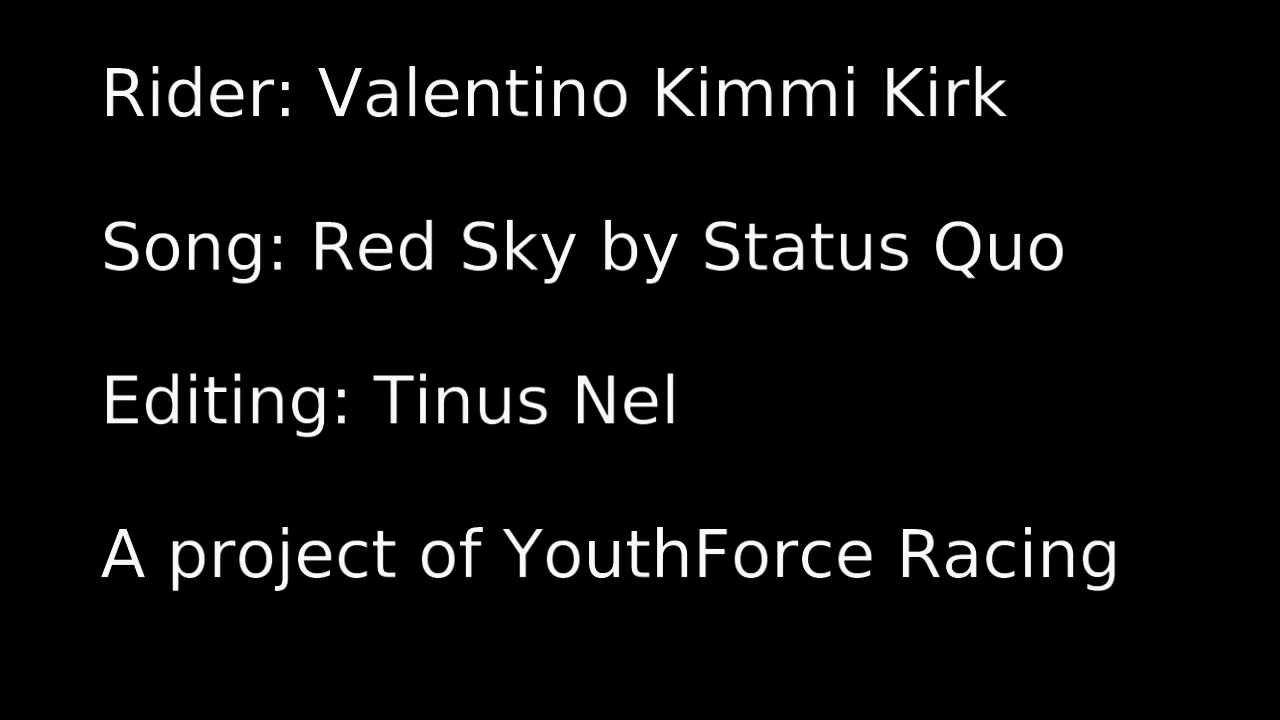 Rider: Valentino Kimmi Kirk
Song: Red Sky by Status Quo
Editing: Tinus Nel
A project of YouthForce Racing